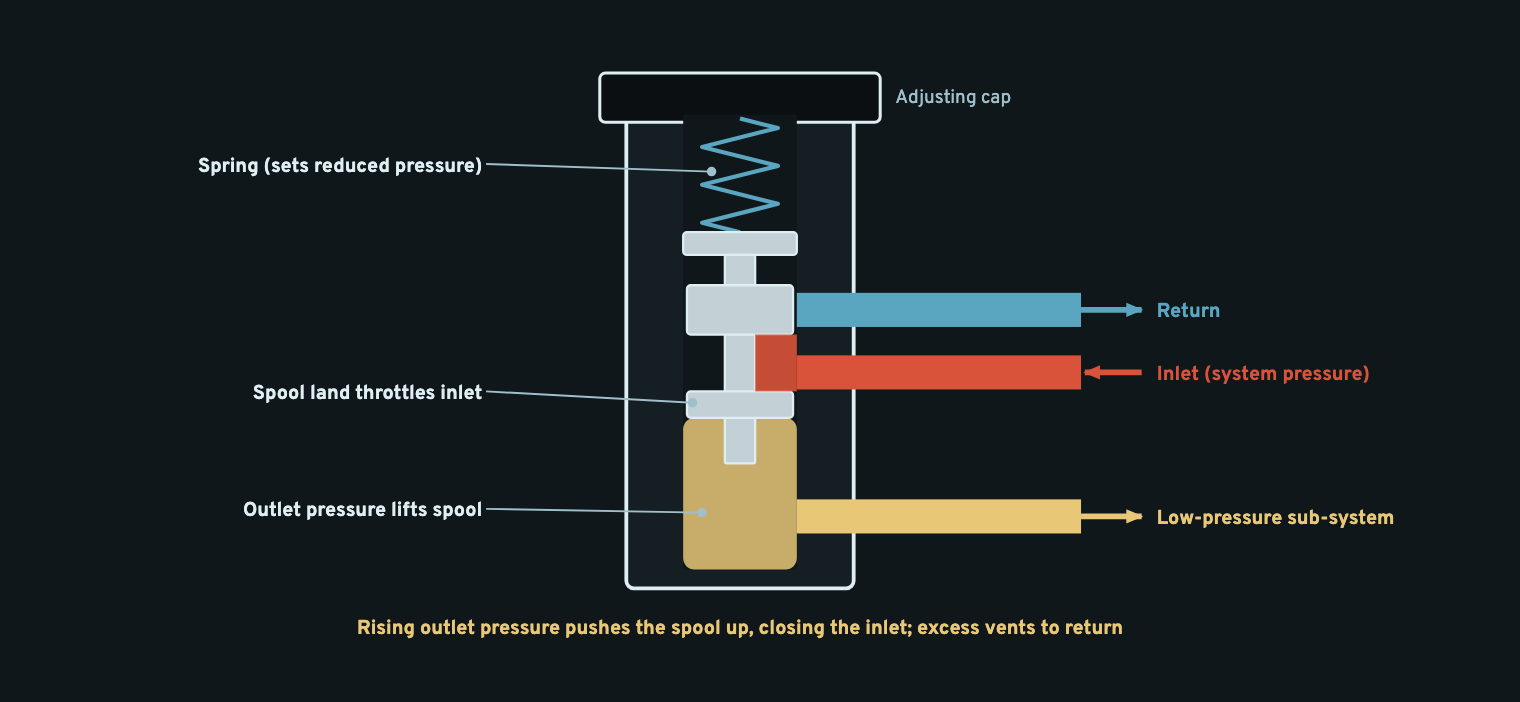 Adjusting cap
Spring (sets reduced pressure)
Return
Inlet (system pressure)
Spool land throttles inlet
Outlet pressure lifts spool
Low-pressure sub-system
Rising outlet pressure pushes the spool up, closing the inlet; excess vents to return